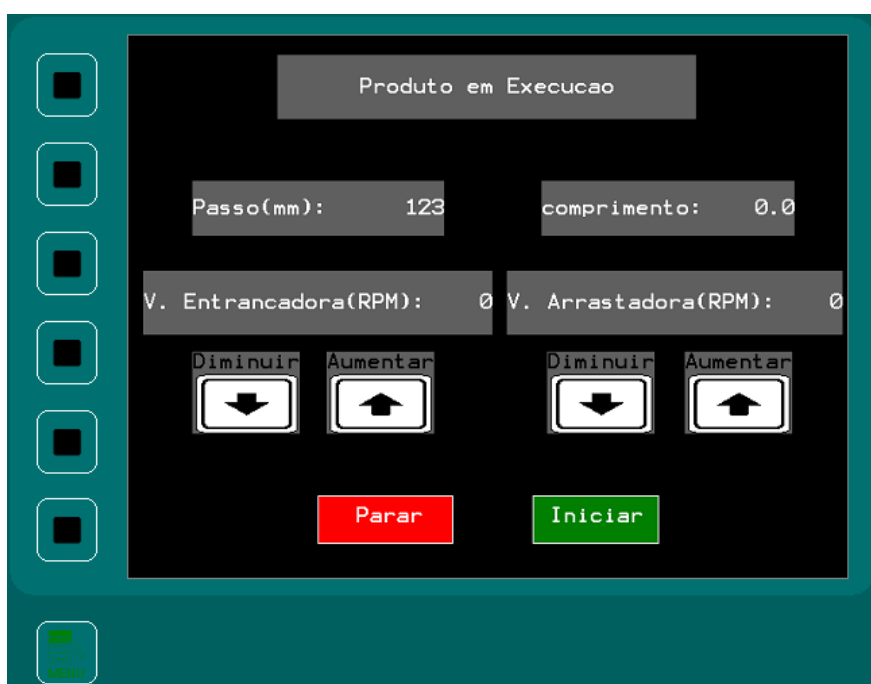 Produto em Execucao
Passo(mm): 123
comprimento: 0.0
V. Entrancadora(RPM): 0
V. Arrastadora(RPM): 0
Diminuir Aumentar
Diminuir Aumentar
Parar
Iniciar